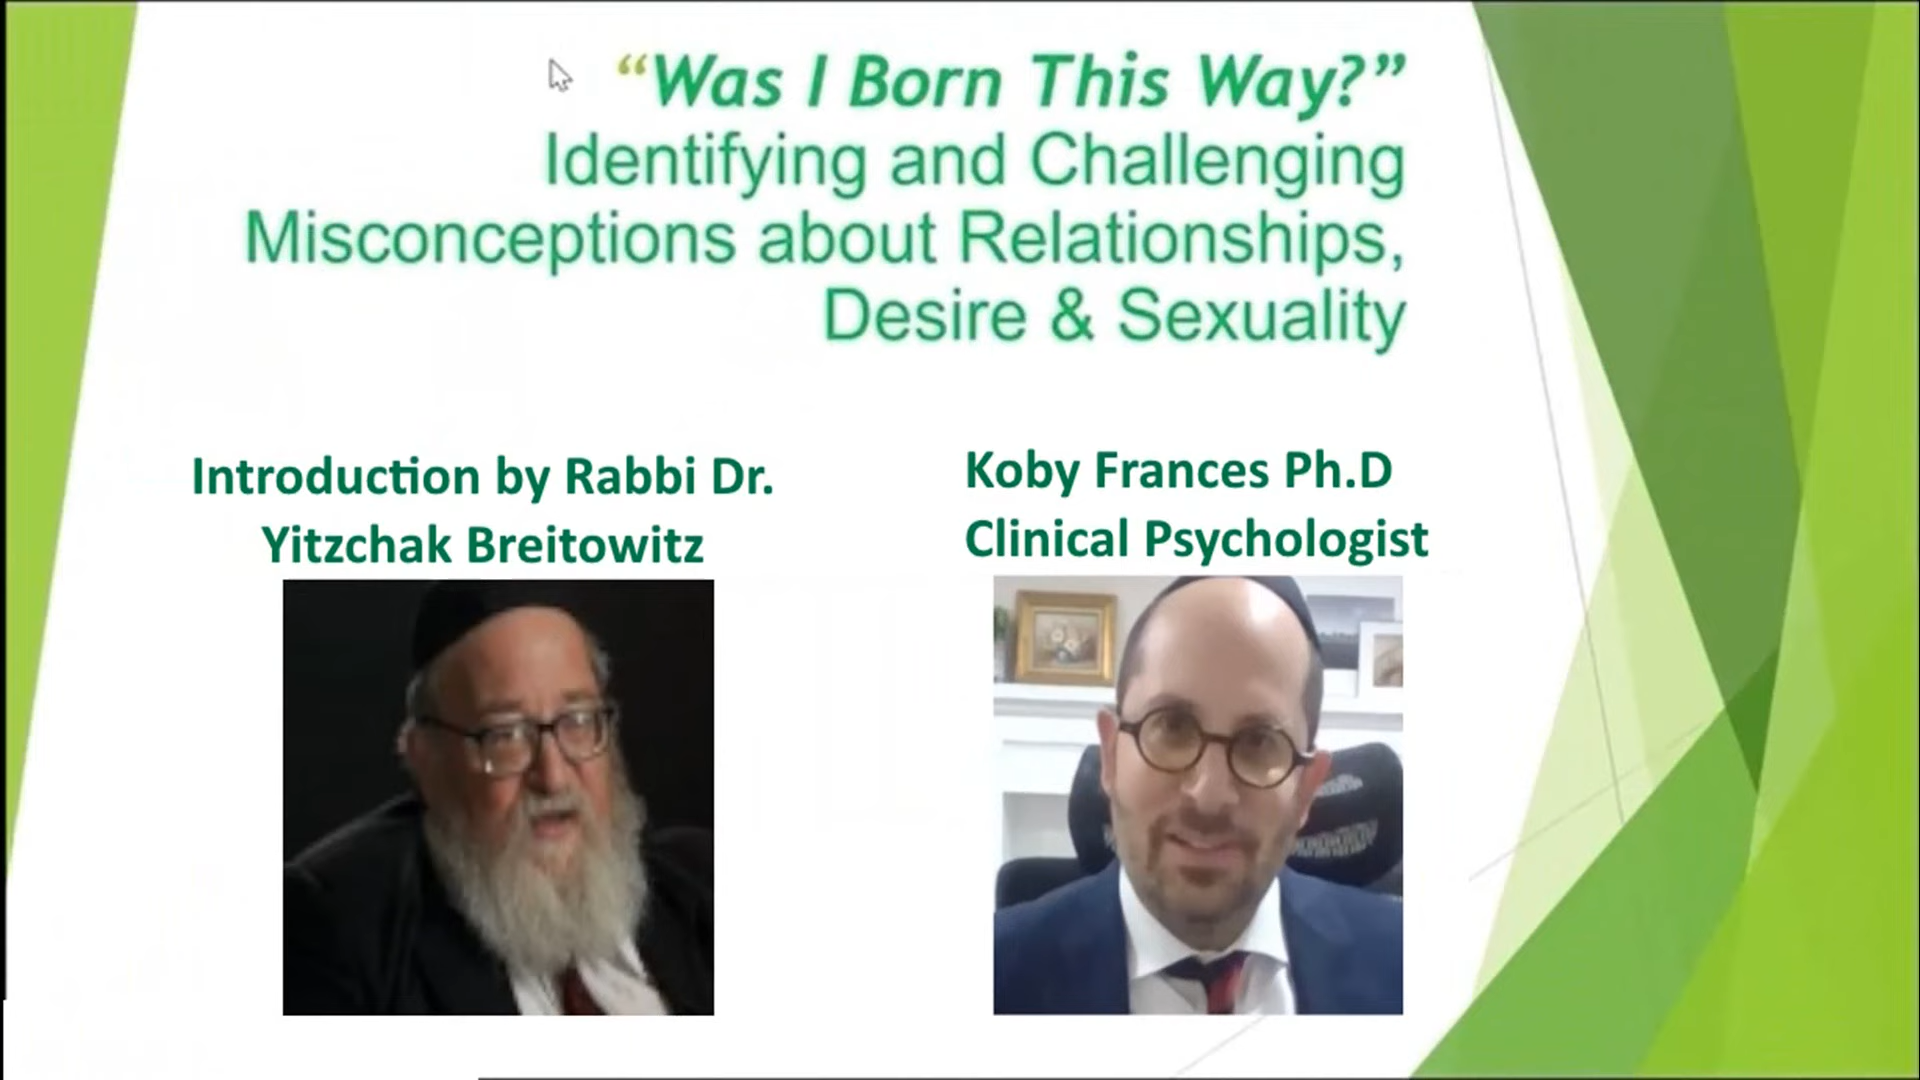 “Was I Born This Way?”
Identifying and Challenging
Misconceptions about Relationships,
Desire & Sexuality
Introduction by Rabbi Dr.
Yitzchak Breitowitz
Koby Frances Ph.D
Clinical Psychologist